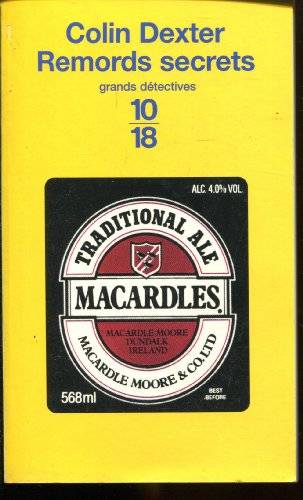 Colin Dexter
Remords secrets
grands détectives
10
18
ALC. 4.0% VOL.
TRADITIONAL ALE
MACARDLES.
MACARDLE MOORE
DUNDALK
IRELAND
MACARDLE MOORE & CO. LTD
568ml
BEST
BEFORE